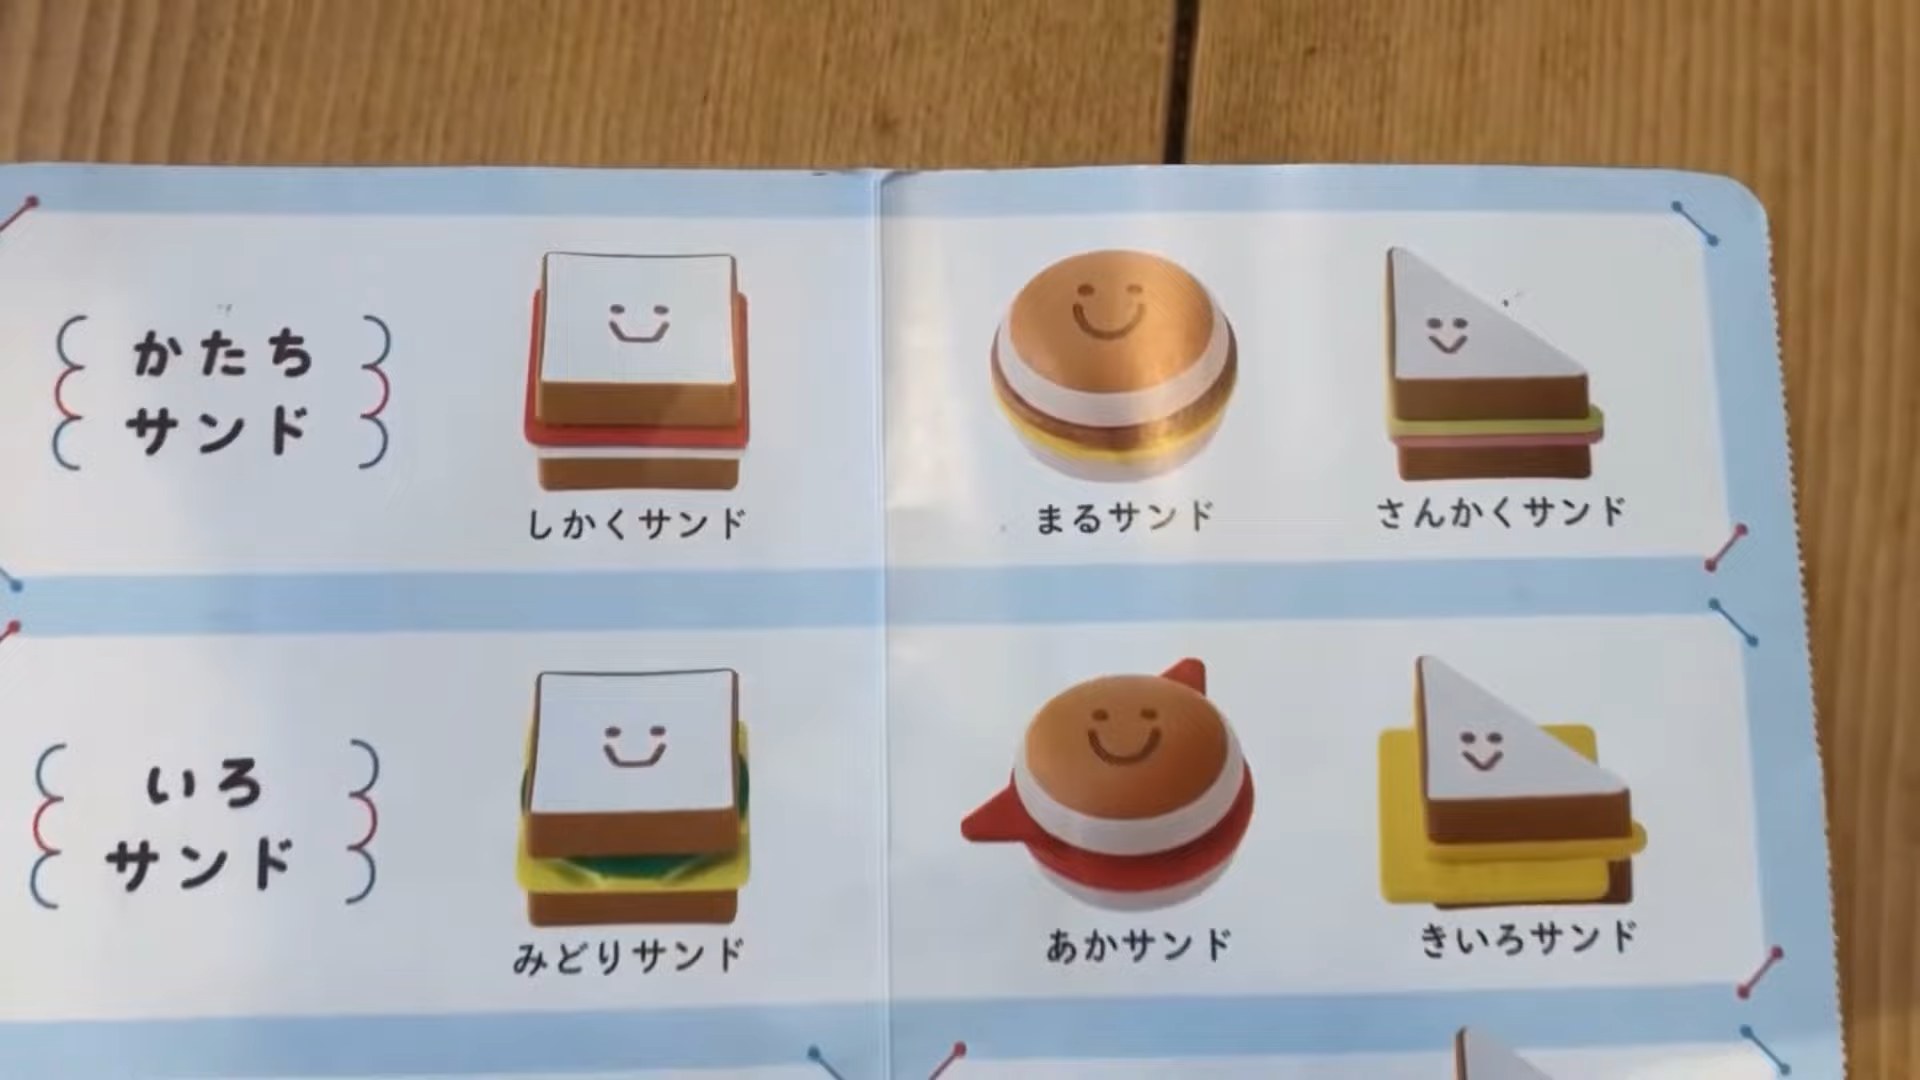 かたち
サンド
しかくサンド
まるサンド
さんかくサンド
いろ
サンド
みどりサンド
あかサンド
きいろサンド